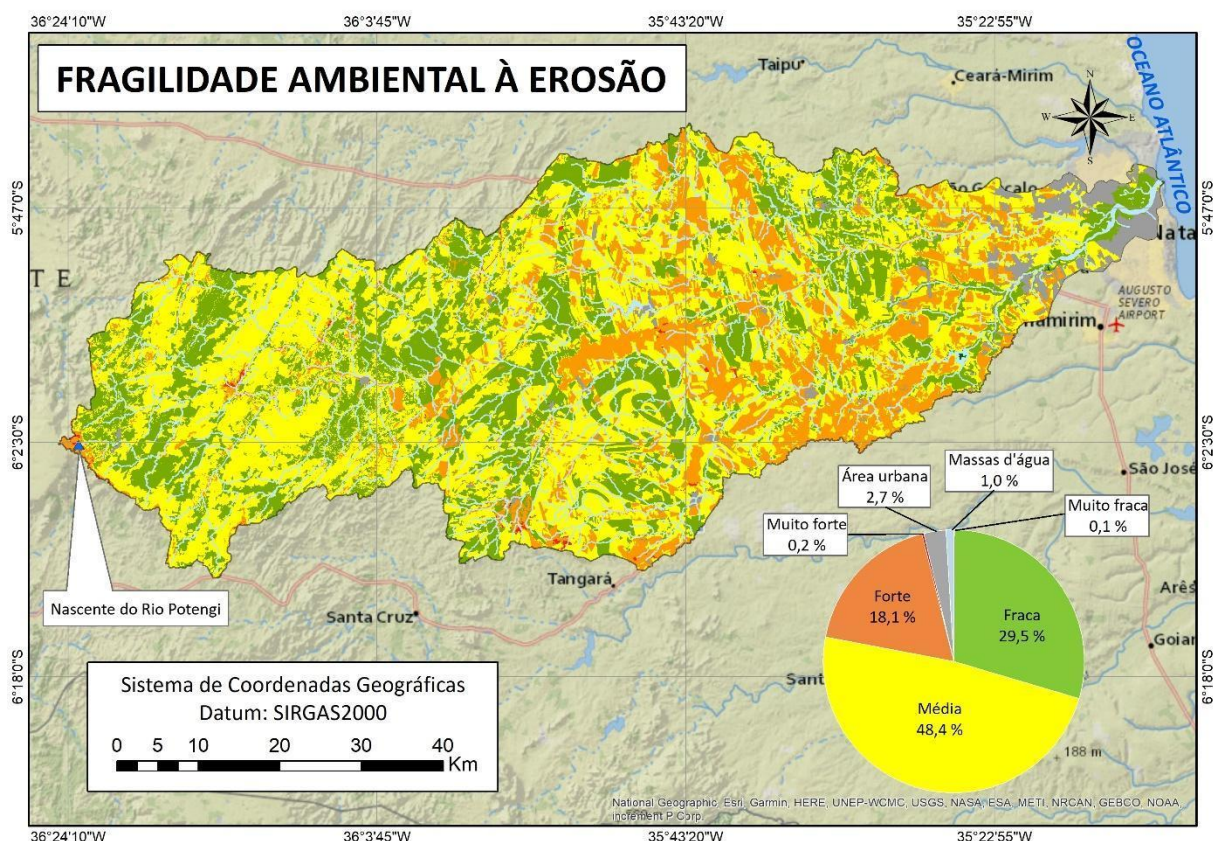 36°24'10"W 36°3'45"W 35°43'20"W 35°22'55"W
FRAGILIDADE AMBIENTAL À EROSÃO
Taipu
Ceará-Mirim
OCEANO ATLÂNTICO
N
W E
S
5°47'0"S 5°47'0"S
Nata
T E
AUGUSTO
SEVERO
AIRPORT
namirim
6°2'30"S 6°2'30"S
São José
Área urbana
2,7 %
Massas d'água
1,0 %
Muito forte
0,2 %
Muito fraca
0,1 %
Tangará
Nascente do Rio Potengi
Santa Cruz
Arês
Forte
18,1 %
Fraca
29,5 %
Goian
Sistema de Coordenadas Geográficas
Datum: SIRGAS2000
6°18'0"S 6°18'0"S
Sant
Média
48,4 %
0 5 10 20 30 40
Km
188 m
National Geographic, Esri, Garmin, HERE, UNEP-WCMC, USGS, NASA, ESA, METI, NRCAN, GEBCO, NOAA,
increment P Corp.
36°24'10"W 36°3'45"W 35°43'20"W 35°22'55"W